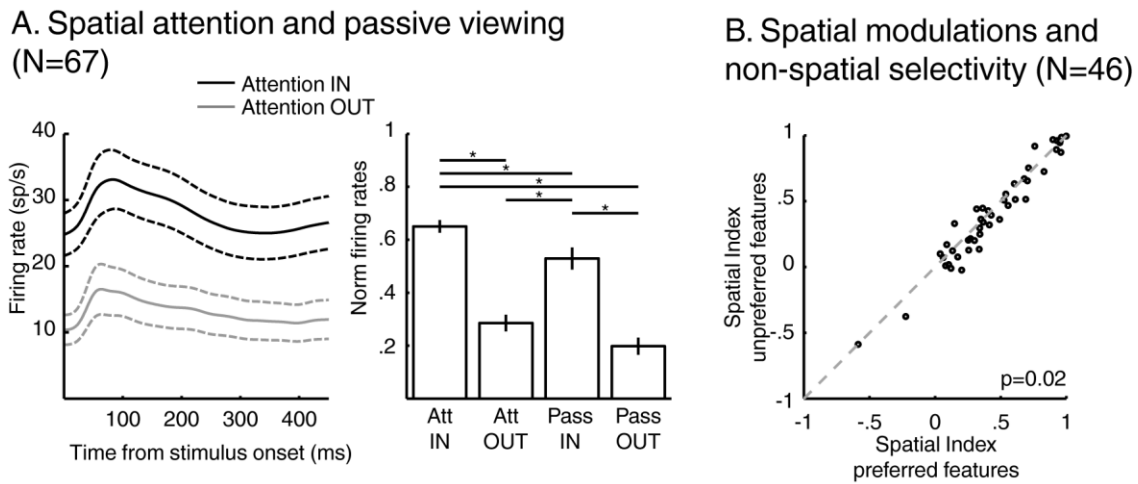 A. Spatial attention and passive viewing
(N=67)
Attention IN
Attention OUT
Firing rate (sp/s)
40
30
20
10
100
200
300
400
Time from stimulus onset (ms)
Norm firing rates
1
.8
.6
.4
.2
*
*
*
*
*
Att
IN
Att
OUT
Pass
IN
Pass
OUT
B. Spatial modulations and
non-spatial selectivity (N=46)
Spatial Index
unpreferred features
1
.5
0
-.5
-1
p=0.02
-1
-.5
0
.5
1
Spatial Index
preferred features